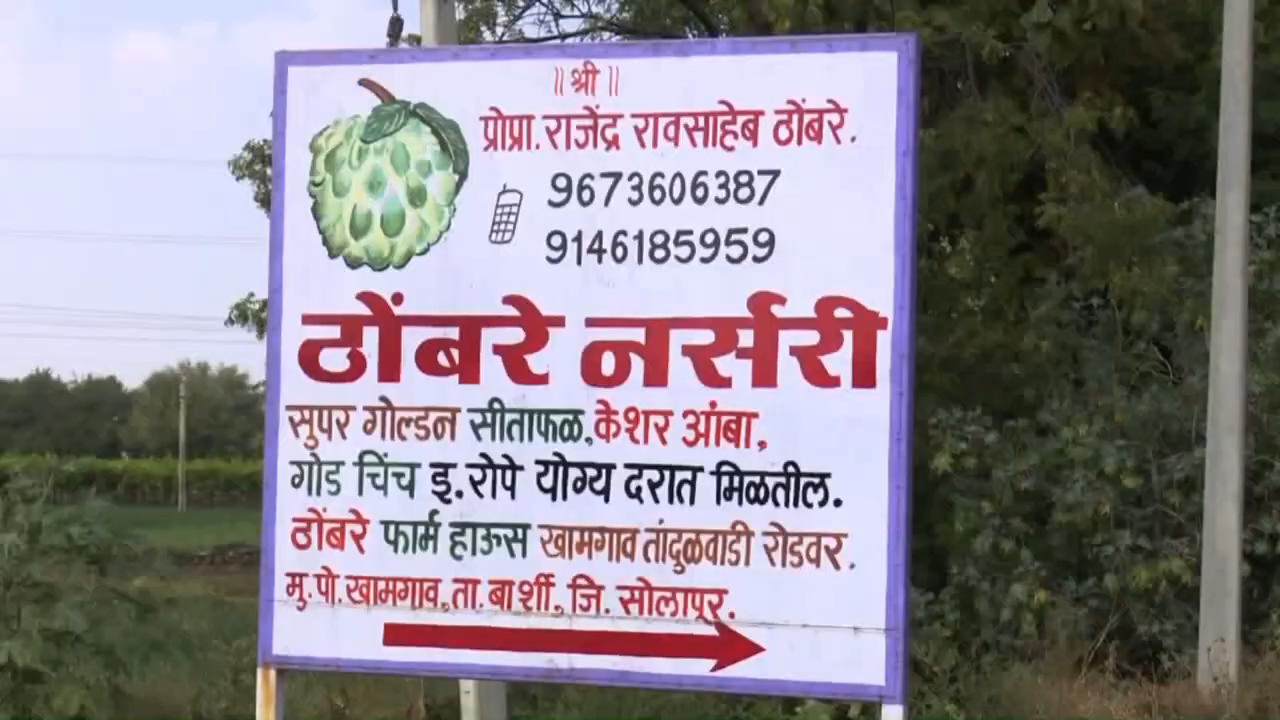 ॥ श्री ॥
प्रोप्रा. राजेंद्र रावसाहेब ठोंबरे.
9673606387
9146185959
ठोंबरे नर्सरी
सुपर गोल्डन सीताफळ, केशर आंबा,
गोड चिंच इ. रोपे योग्य दरात मिळतील.
ठोंबरे फार्म हाऊस खामगाव तांदुळवाडी रोडवर.
मु. पो. खामगाव, ता. बार्शी, जि. सोलापूर.